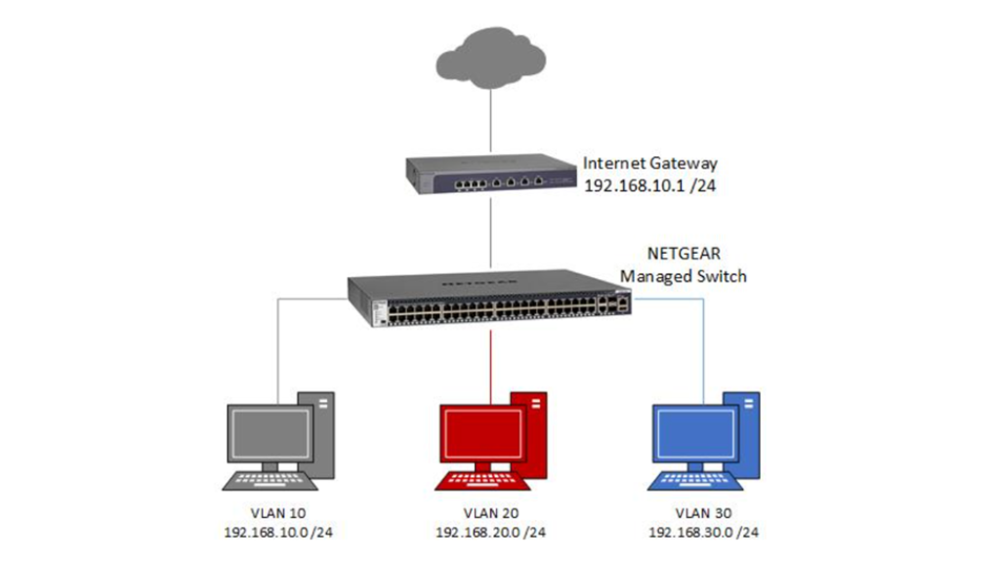 Internet Gateway
192.168.10.1 /24
NETGEAR
Managed Switch
NETGEAR
VLAN 10
192.168.10.0 /24
VLAN 20
192.168.20.0 /24
VLAN 30
192.168.30.0 /24